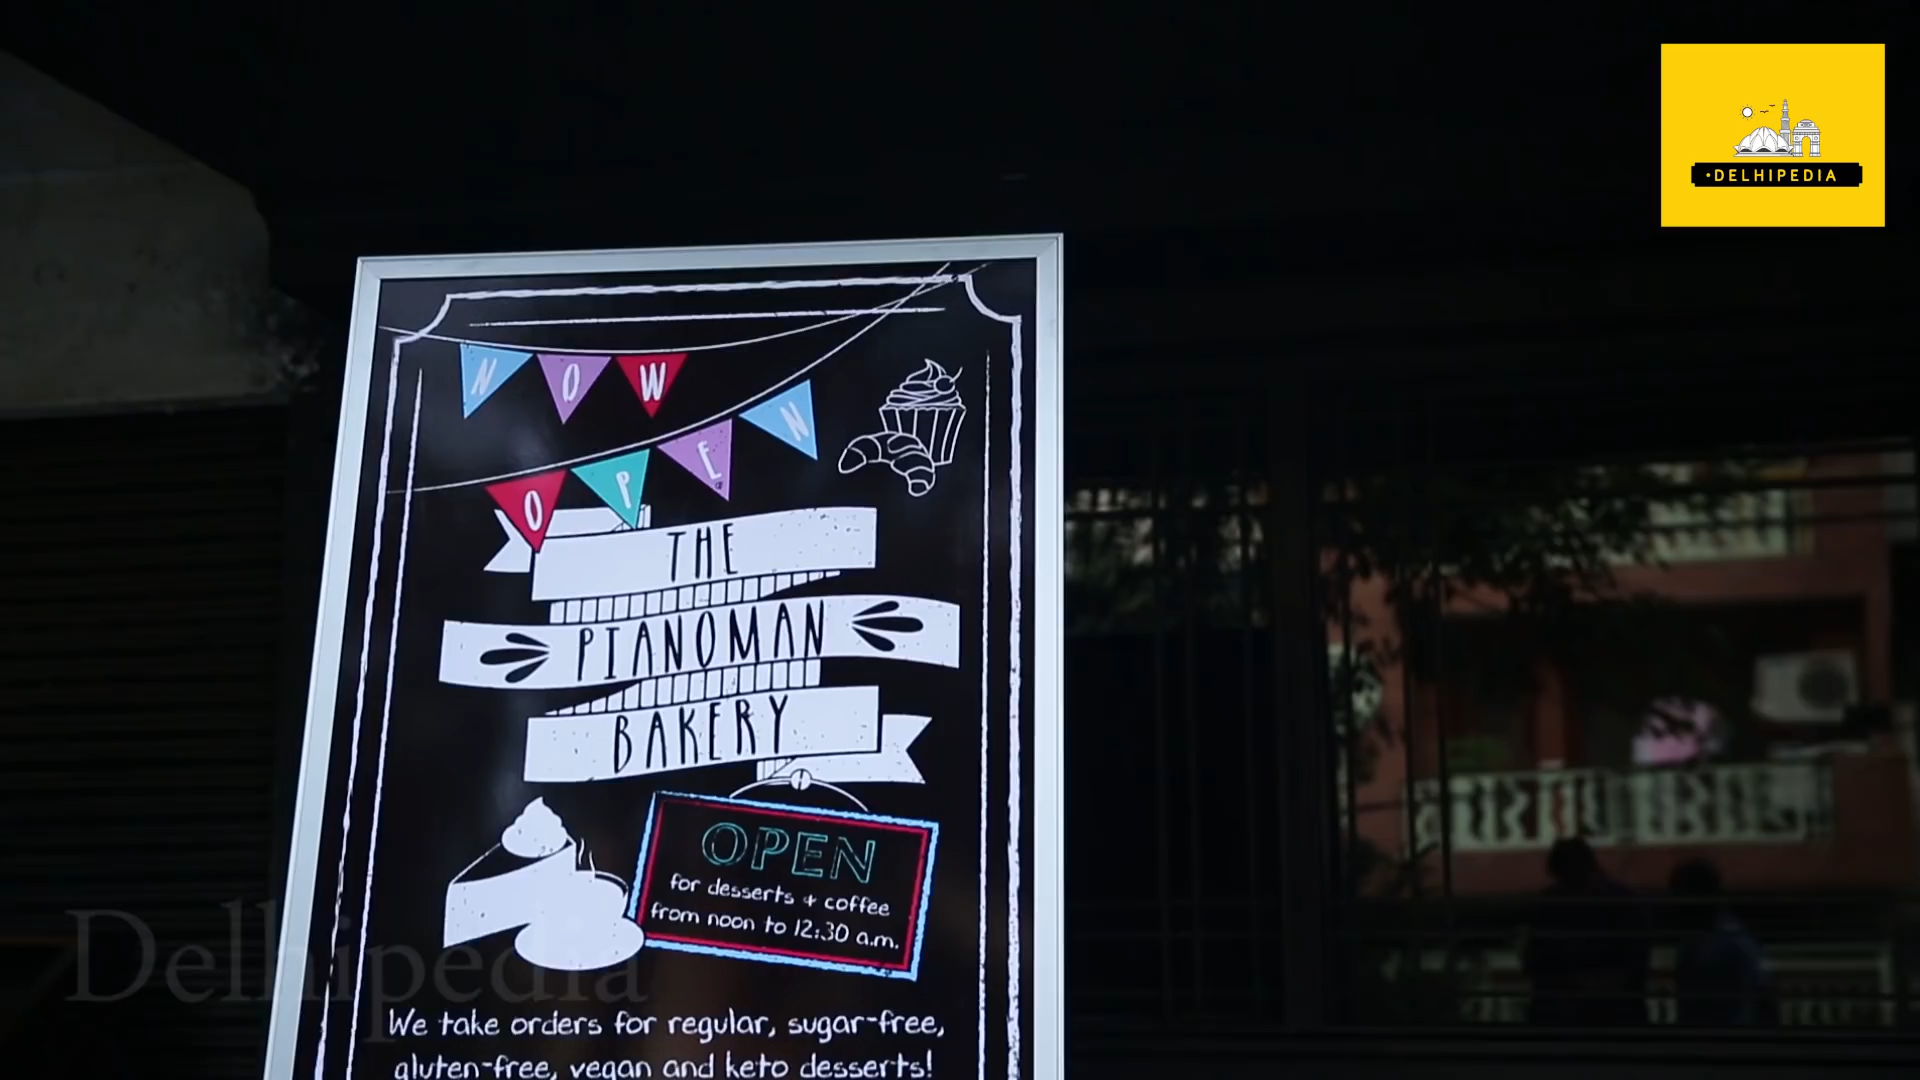 •DELHIPEDIA
NOW
OPEN
THE
PIANOMAN
BAKERY
OPEN
for desserts + coffee
from noon to 12:30 a.m.
Delhipedia
We take orders for regular, sugar-free,
gluten-free, vegan and keto desserts!